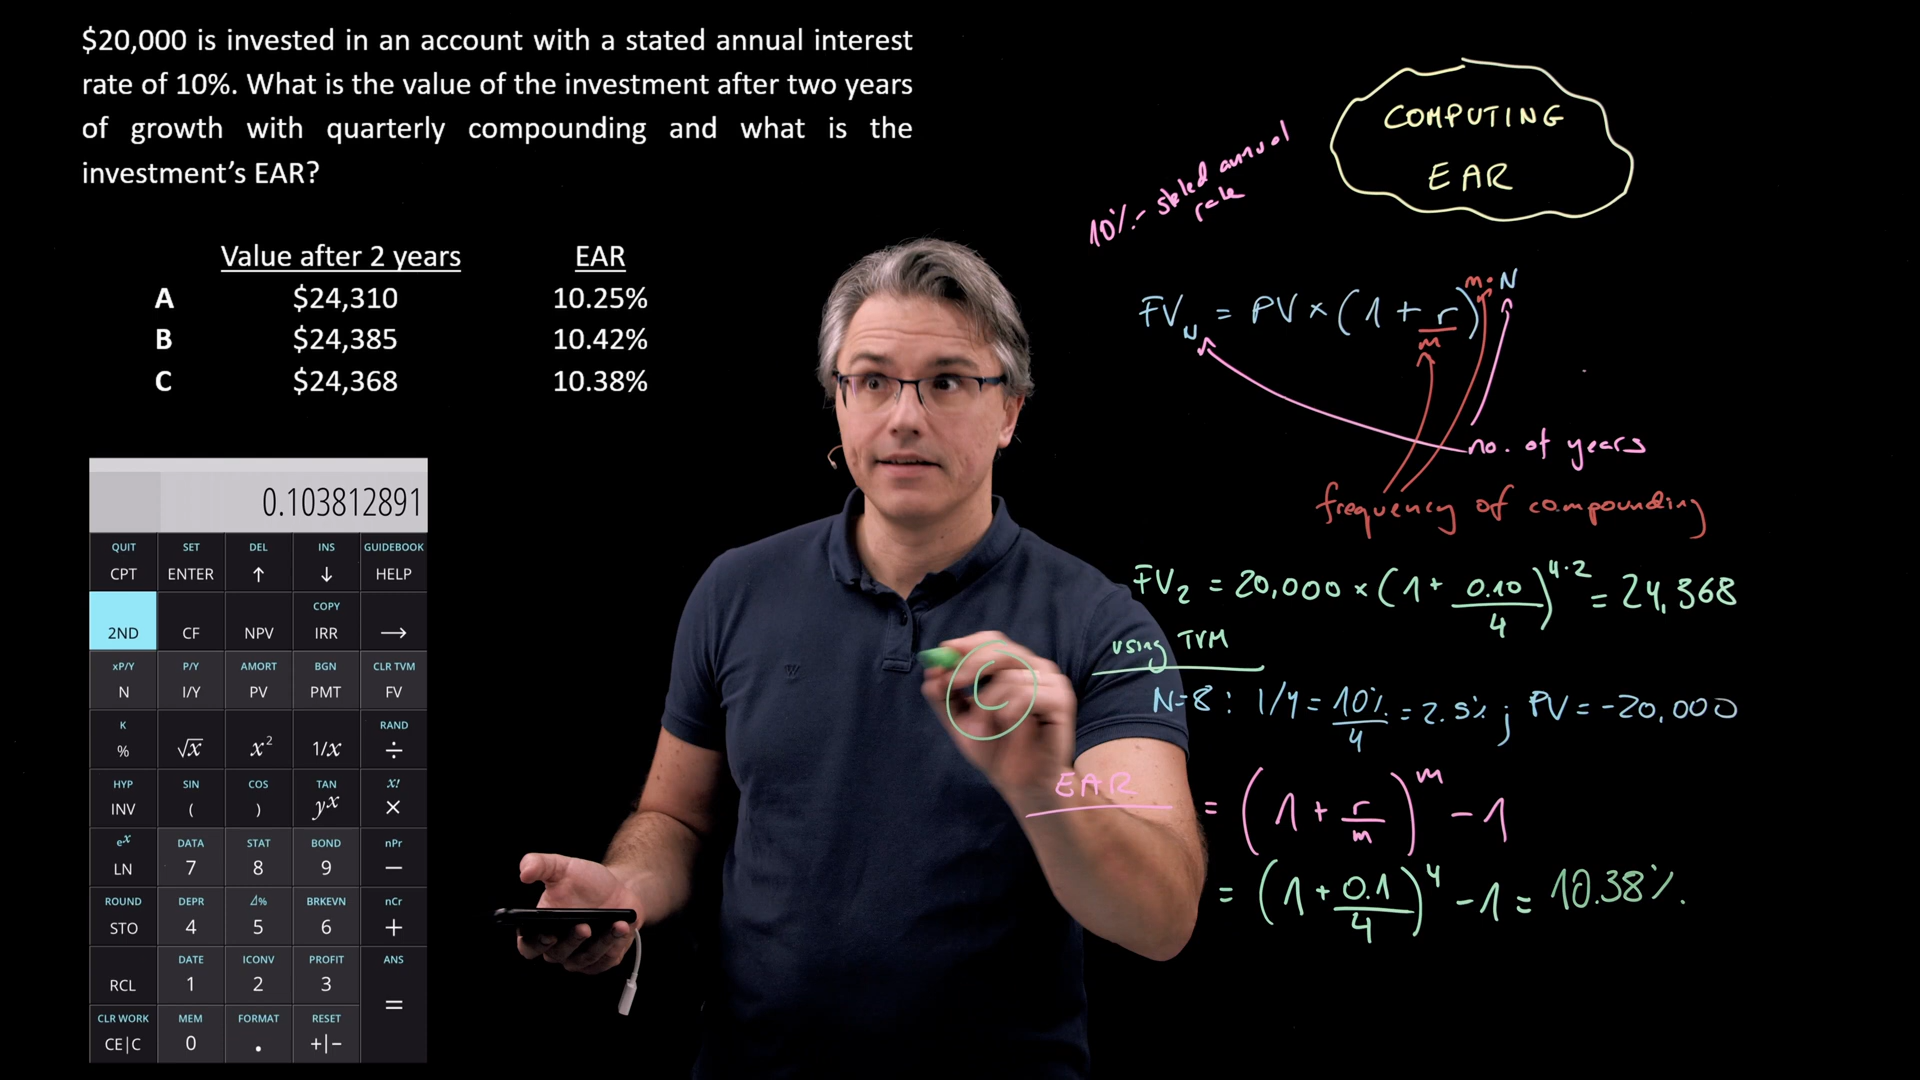 $20,000 is invested in an account with a stated annual interest
rate of 10%. What is the value of the investment after two years
of growth with quarterly compounding and what is the
investment’s EAR?
Value after 2 years EAR
A $24,310 10.25%
B $24,385 10.42%
C $24,368 10.38%
0.103812891
QUIT SET DEL INS GUIDEBOOK
CPT ENTER ↑ ↓ HELP
COPY
2ND CF NPV IRR →
xP/Y P/Y AMORT BGN CLR TVM
N I/Y PV PMT FV
K RAND
% √x x² 1/x ÷
HYP SIN COS TAN x!
INV ( ) yˣ ×
eˣ DATA STAT BOND nPr
LN 7 8 9 −
ROUND DEPR Δ% BRKEVN nCr
STO 4 5 6 +
DATE ICONV PROFIT ANS
RCL 1 2 3 =
CLR WORK MEM FORMAT RESET
CE|C 0 . +|−
COMPUTING
EAR
10% - stated annual
rate
FV_N = PV × (1 + r/m)^(m·N)
no. of years
frequency of compounding
FV₂ = 20,000 × (1 + 0.10/4)^(4·2) = 24,368
using TVM
N=8 : I/Y = 10%/4 = 2.5% ; PV = -20,000
C
EAR = (1 + r/m)^m - 1
= (1 + 0.1/4)^4 - 1 = 10.38%.